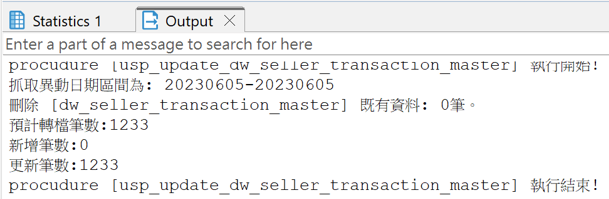 Statistics 1
Output
Enter a part of a message to search for here
procudure [usp_update_dw_seller_transaction_master] 執行開始!
抓取異動日期區間為: 20230605-20230605
刪除 [dw_seller_transaction_master] 既有資料: 0筆。
預計轉檔筆數:1233
新增筆數:0
更新筆數:1233
procudure [usp_update_dw_seller_transaction_master] 執行結束!